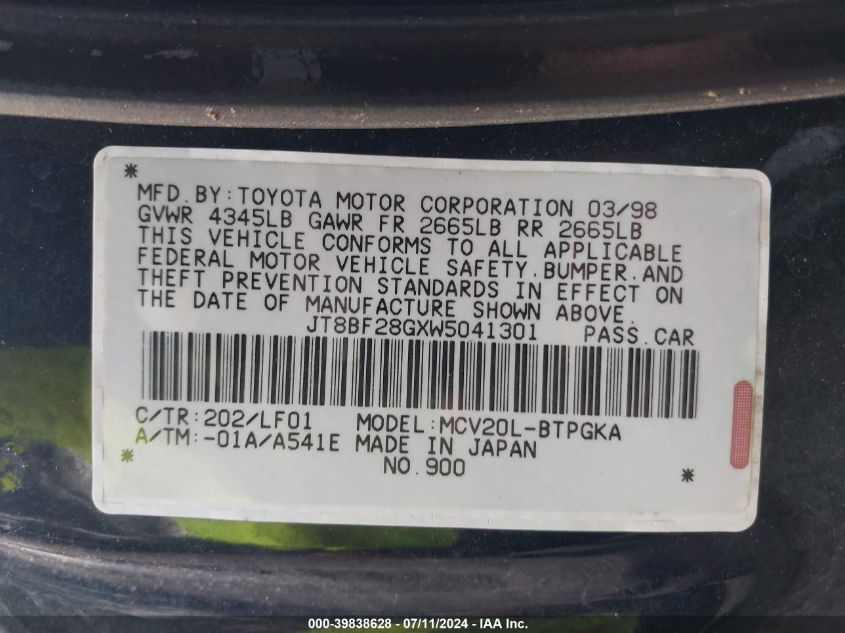 *
MFD.BY:TOYOTA MOTOR CORPORATION 03/98
GVWR 4345LB GAWR FR 2665LB RR 2665LB
THIS VEHICLE CONFORMS TO ALL APPLICABLE
FEDERAL MOTOR VEHICLE SAFETY.BUMPER.AND
THEFT PREVENTION STANDARDS IN EFFECT ON
THE DATE OF MANUFACTURE SHOWN ABOVE.
JT8BF28GXW5041301 PASS.CAR
C/TR:202/LF01 MODEL:MCV20L-BTPGKA
A/TM:-01A/A541E MADE IN JAPAN
* NO.900 *
000-39838628 - 07/11/2024 - IAA Inc.